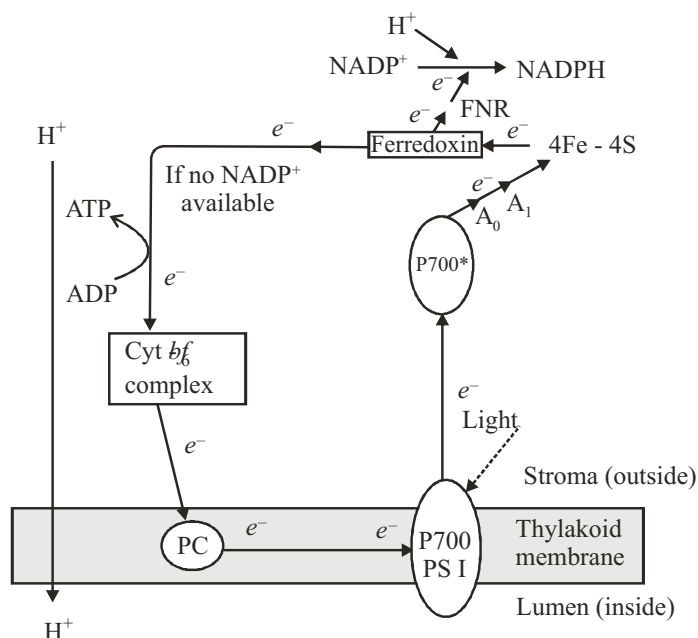 H⁺
NADP⁺
NADPH
e⁻
FNR
e⁻
e⁻
Ferredoxin
e⁻
4Fe - 4S
H⁺
If no NADP⁺
available
e⁻
A₀
A₁
ATP
P700*
ADP
e⁻
Cyt b₆f
complex
e⁻
Light
e⁻
Stroma (outside)
PC
e⁻
e⁻
P700
PS I
Thylakoid
membrane
Lumen (inside)
H⁺